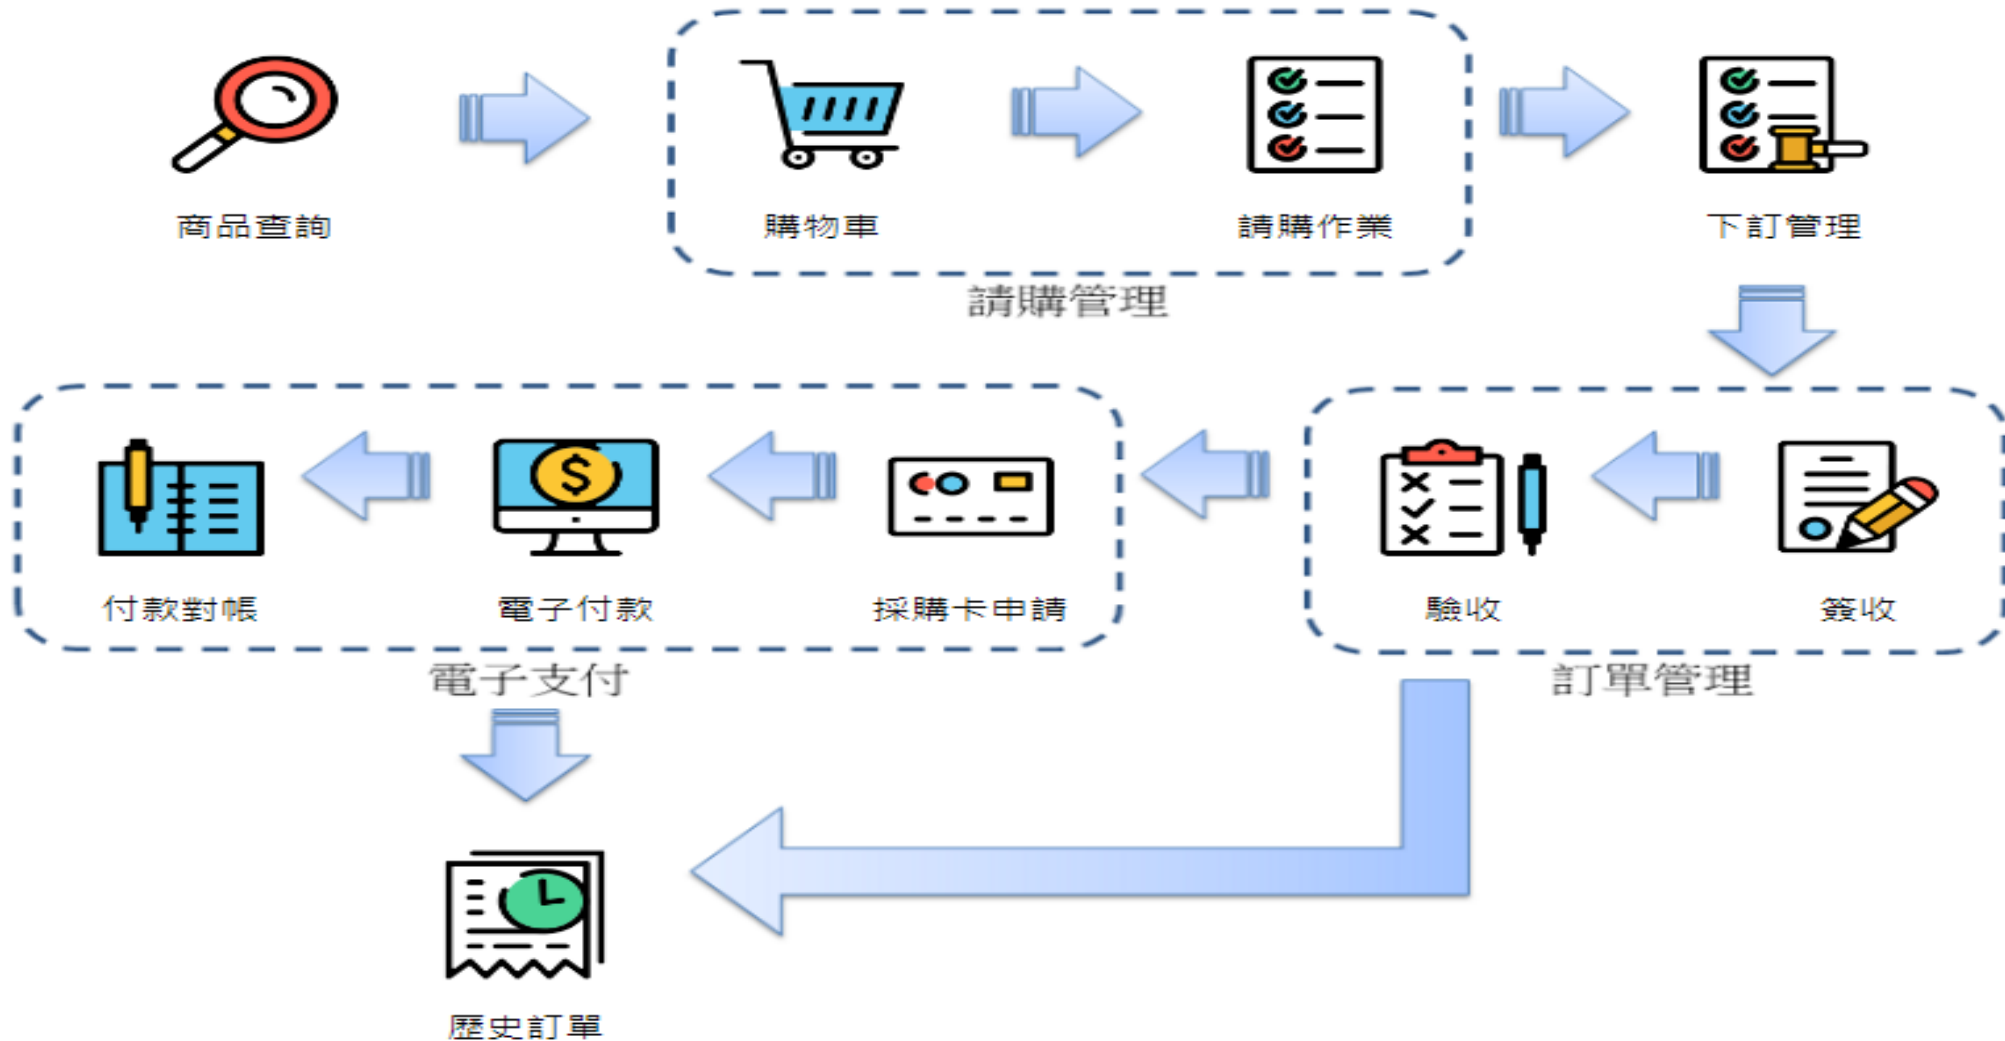 商品查詢
購物車
請購作業
下訂管理
請購管理
付款對帳
電子付款
採購卡申請
驗收
簽收
電子支付
訂單管理
歷史訂單